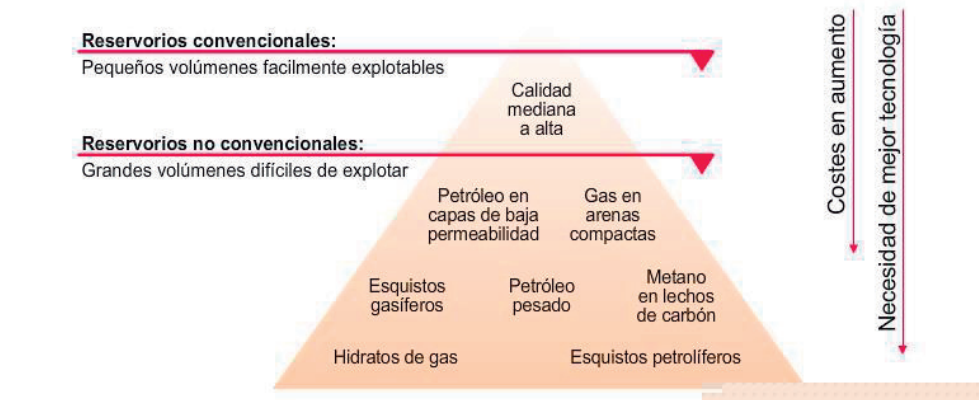 Reservorios convencionales:
Pequeños volúmenes facilmente explotables
Calidad
mediana
a alta
Reservorios no convencionales:
Grandes volúmenes difíciles de explotar
Petróleo en
capas de baja
permeabilidad
Gas en
arenas
compactas
Esquistos
gasíferos
Petróleo
pesado
Metano
en lechos
de carbón
Hidratos de gas
Esquistos petrolíferos
Costes en aumento
Necesidad de mejor tecnología